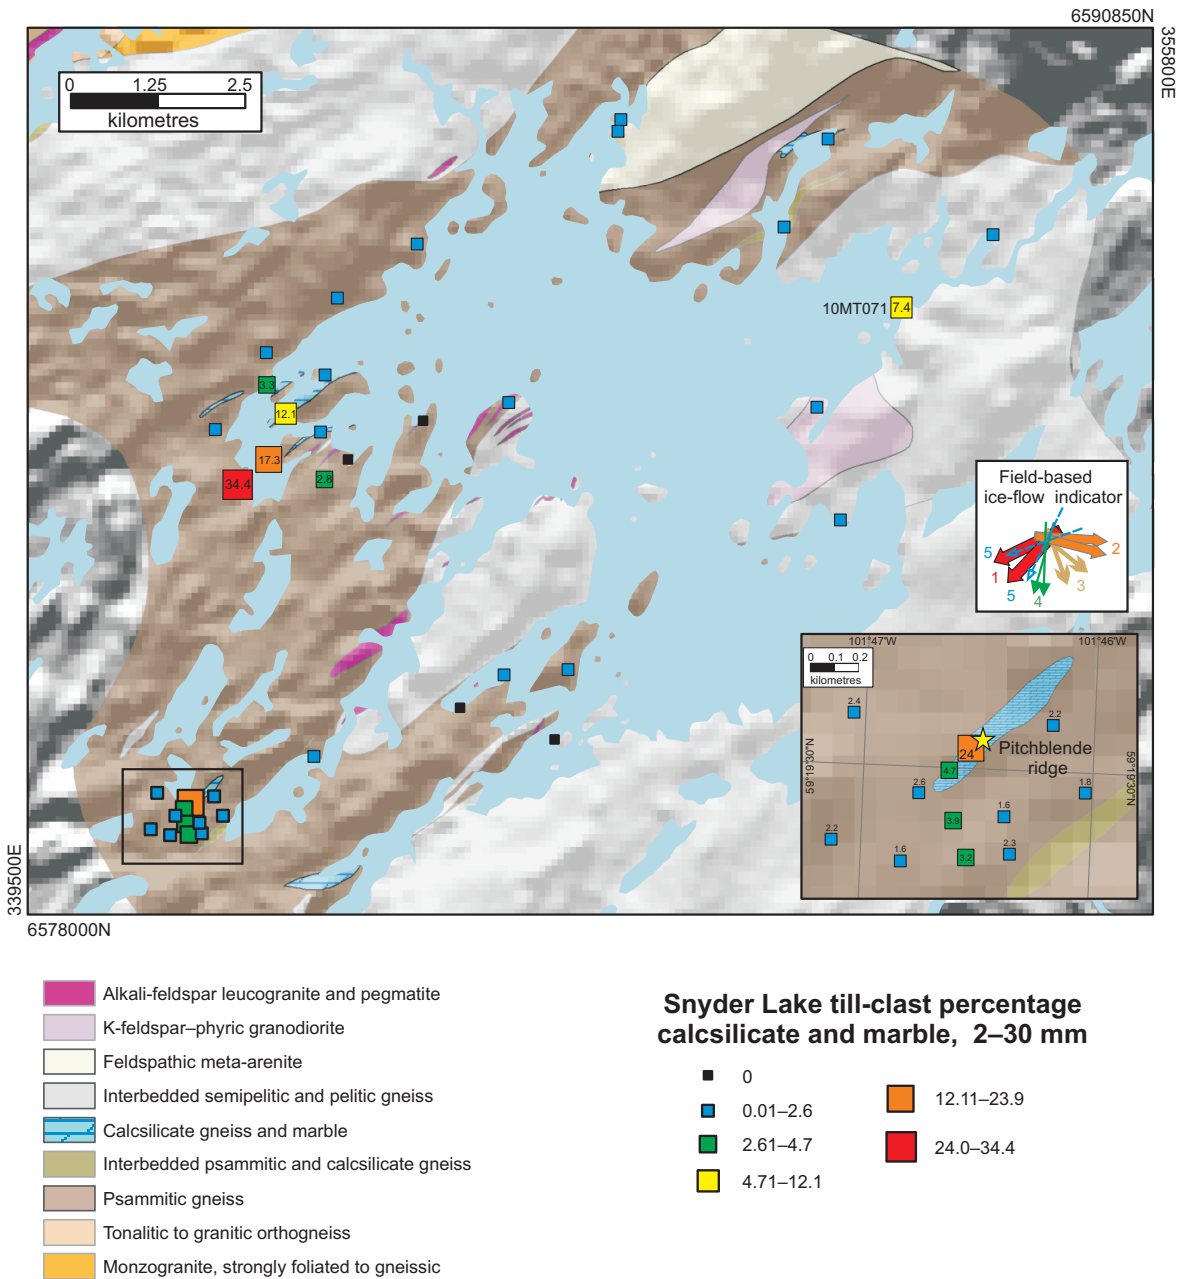 6590850N
355800E
0 1.25 2.5
kilometres
10MT071 7.4
3.3
12.1
17.3
34.4
2.8
Field-based
ice-flow indicator
5
2
1
3
5
4
101°47'W
101°46'W
0 0.1 0.2
kilometres
2.4
2.2
24
Pitchblende
ridge
4.7
59°19'30"N
59°19'30"N
2.6
1.8
1.6
3.9
2.2
2.3
1.6
3.2
339500E
6578000N
Alkali-feldspar leucogranite and pegmatite
K-feldspar–phyric granodiorite
Feldspathic meta-arenite
Interbedded semipelitic and pelitic gneiss
Calcsilicate gneiss and marble
Interbedded psammitic and calcsilicate gneiss
Psammitic gneiss
Tonalitic to granitic orthogneiss
Monzogranite, strongly foliated to gneissic
Snyder Lake till-clast percentage
calcsilicate and marble, 2–30 mm
0
0.01–2.6
2.61–4.7
4.71–12.1
12.11–23.9
24.0–34.4